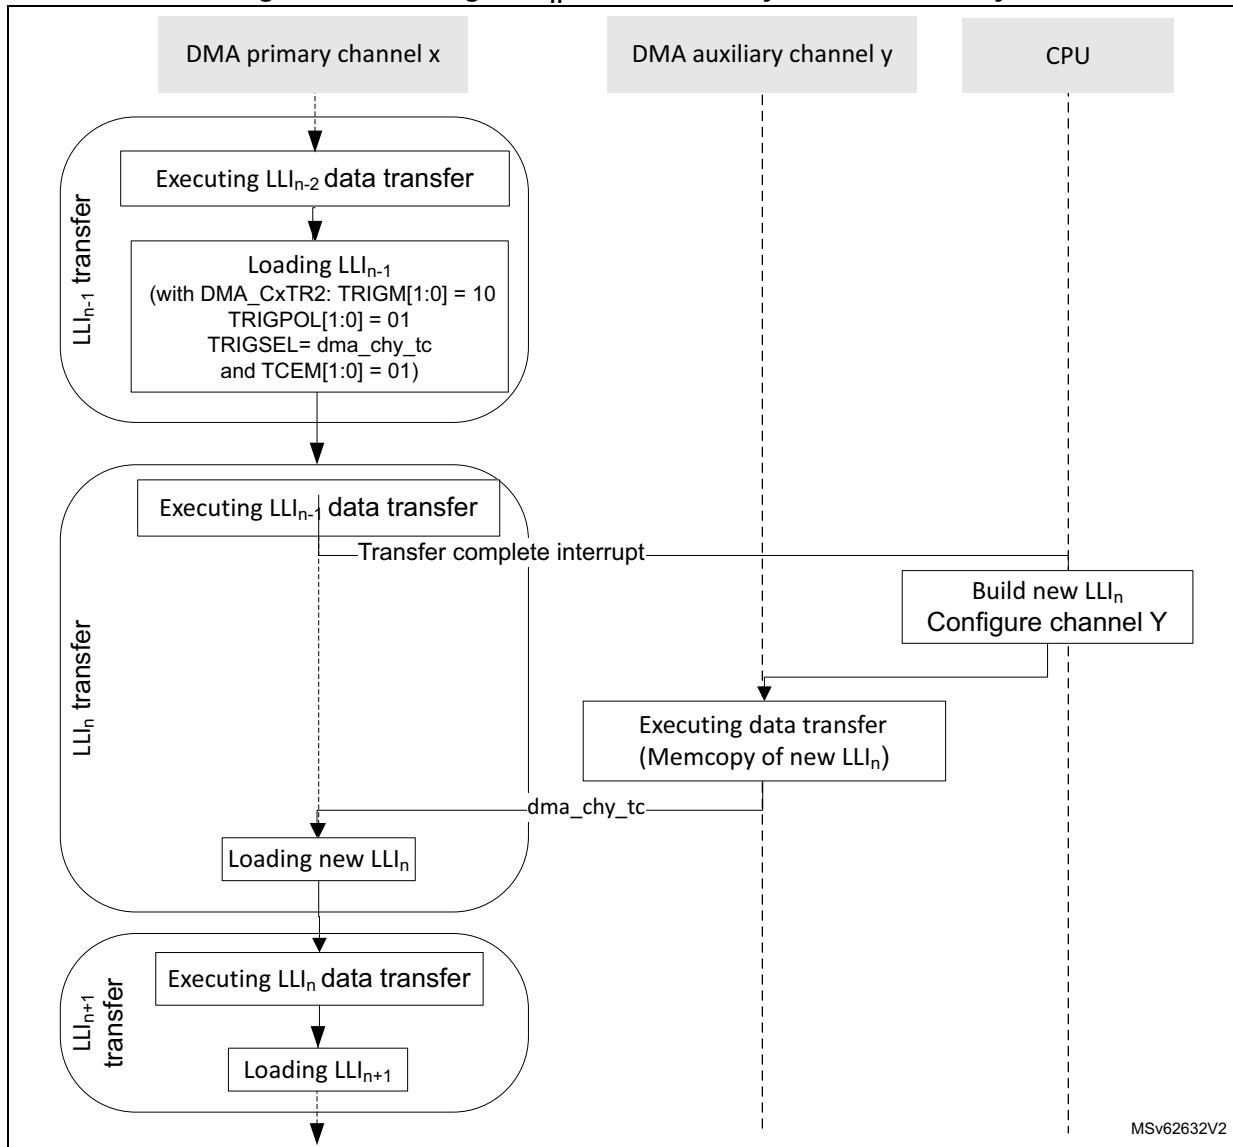 DMA primary channel x
DMA auxiliary channel y
CPU
LLIn-1 transfer
Executing LLIn-2 data transfer
Loading LLIn-1
(with DMA_CxTR2: TRIGM[1:0] = 10
TRIGPOL[1:0] = 01
TRIGSEL= dma_chy_tc
and TCEM[1:0] = 01)
LLIn transfer
Executing LLIn-1 data transfer
Transfer complete interrupt
Build new LLIn
Configure channel Y
Executing data transfer
(Memcopy of new LLIn)
dma_chy_tc
Loading new LLIn
LLIn+1
transfer
Executing LLIn data transfer
Loading LLIn+1
MSv62632V2